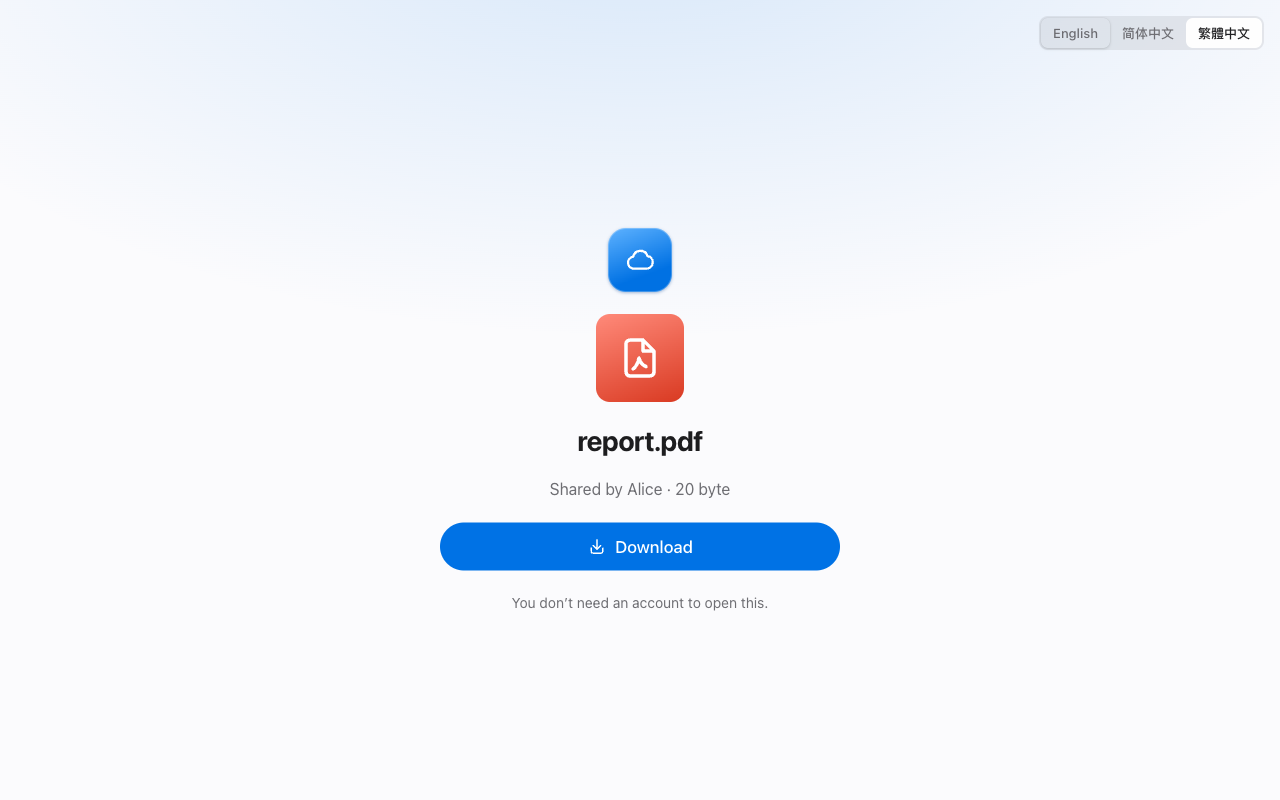 English 简体中文 繁體中文
report.pdf
Shared by Alice · 20 byte
Download
You don’t need an account to open this.